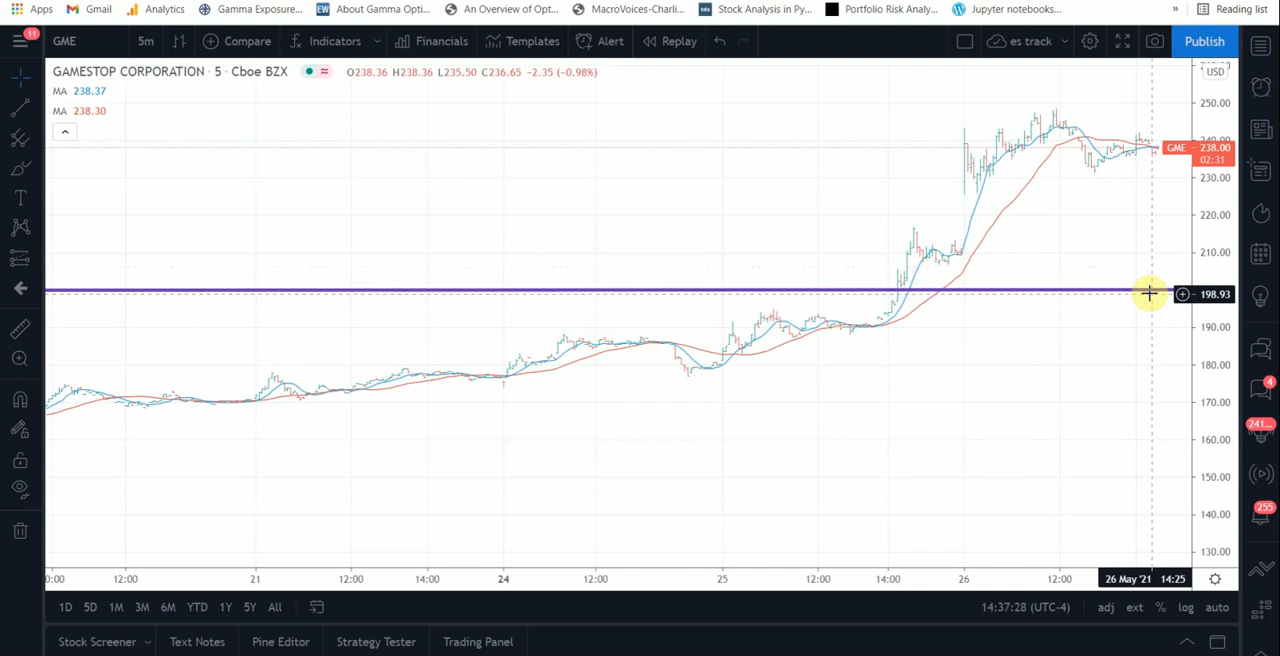 Apps Gmail Analytics Gamma Exposure... EW About Gamma Opti... An Overview of Opt... MacroVoices-Charli... tds Stock Analysis in Py... Portfolio Risk Analy... Jupyter notebooks... » Reading list
11 GME 5m Compare Indicators Financials Templates Alert Replay es track Publish
GAMESTOP CORPORATION · 5 · Cboe BZX O238.36 H238.36 L235.50 C236.65 -2.35 (-0.98%) USD
MA 238.37
MA 238.30
250.00
240.00
GME 238.00
02:31
230.00
220.00
210.00
198.93
190.00
180.00
170.00
160.00
150.00
140.00
130.00
4
241...
255
12:00 21 12:00 14:00 24 12:00 25 12:00 14:00 26 12:00 26 May '21 14:25
1D 5D 1M 3M 6M YTD 1Y 5Y All 14:37:28 (UTC-4) adj ext % log auto
Stock Screener Text Notes Pine Editor Strategy Tester Trading Panel